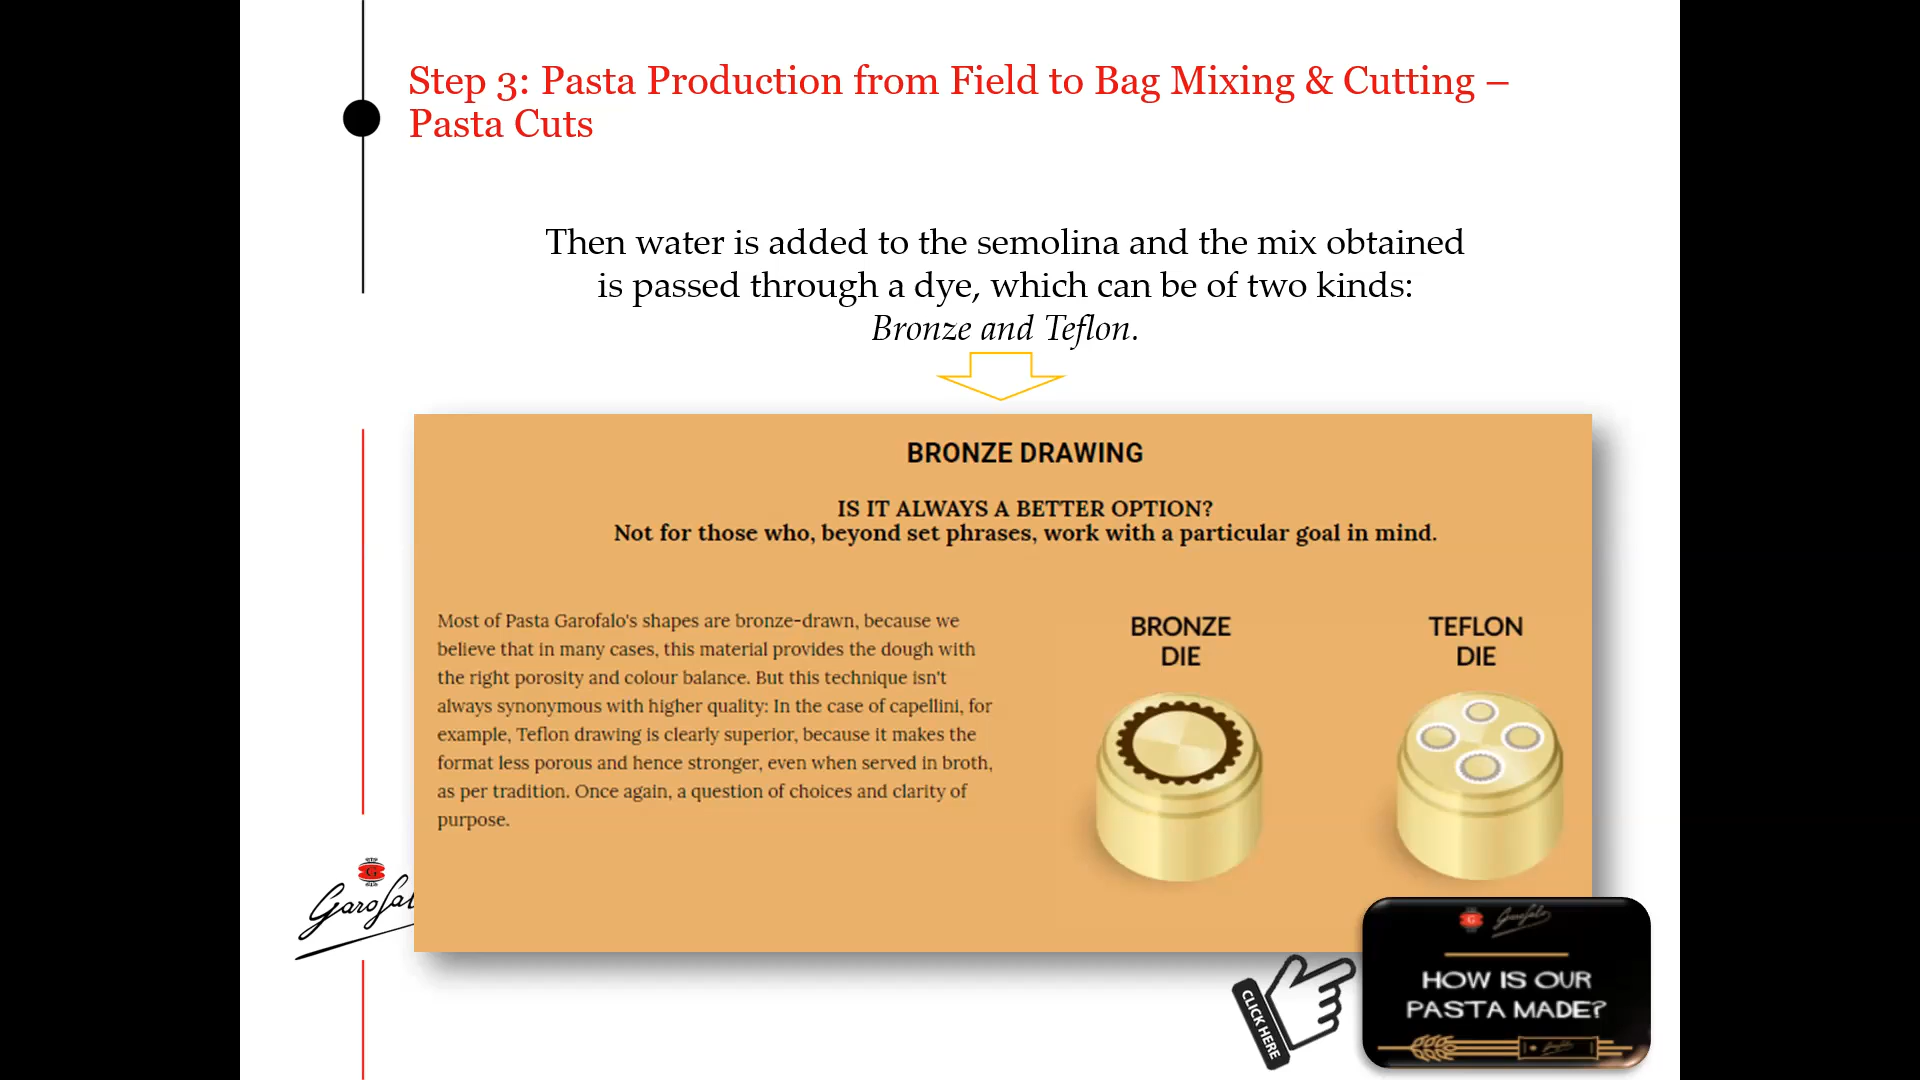 Step 3: Pasta Production from Field to Bag Mixing & Cutting –
Pasta Cuts
Then water is added to the semolina and the mix obtained
is passed through a dye, which can be of two kinds:
Bronze and Teflon.
BRONZE DRAWING
IS IT ALWAYS A BETTER OPTION?
Not for those who, beyond set phrases, work with a particular goal in mind.
Most of Pasta Garofalo's shapes are bronze-drawn, because we
believe that in many cases, this material provides the dough with
the right porosity and colour balance. But this technique isn't
always synonymous with higher quality: In the case of capellini, for
example, Teflon drawing is clearly superior, because it makes the
format less porous and hence stronger, even when served in broth,
as per tradition. Once again, a question of choices and clarity of
purpose.
BRONZE
DIE
TEFLON
DIE
G
Garofal
CLICK HERE
G
Garofalo
HOW IS OUR
PASTA MADE?